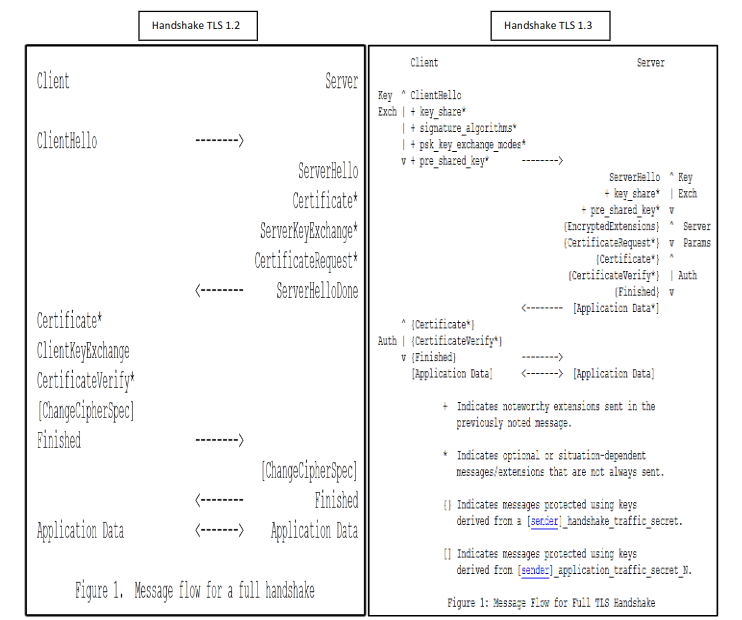 Handshake TLS 1.2
Client Server
ClientHello -------->
ServerHello
Certificate*
ServerKeyExchange*
CertificateRequest*
<-------- ServerHelloDone
Certificate*
ClientKeyExchange
CertificateVerify*
[ChangeCipherSpec]
Finished -------->
[ChangeCipherSpec]
<-------- Finished
Application Data <-------> Application Data
Figure 1. Message flow for a full handshake
Handshake TLS 1.3
Client Server
Key ^ ClientHello
Exch | + key_share*
| + signature_algorithms*
| + psk_key_exchange_modes*
v + pre_shared_key* -------->
ServerHello ^ Key
+ key_share* | Exch
+ pre_shared_key* v
{EncryptedExtensions} ^ Server
{CertificateRequest*} v Params
{Certificate*} ^
{CertificateVerify*} | Auth
{Finished} v
<-------- [Application Data*]
^ {Certificate*}
Auth | {CertificateVerify*}
v {Finished} -------->
[Application Data] <-------> [Application Data]
+ Indicates noteworthy extensions sent in the
previously noted message.
* Indicates optional or situation-dependent
messages/extensions that are not always sent.
{} Indicates messages protected using keys
derived from a [sender]_handshake_traffic_secret.
[] Indicates messages protected using keys
derived from [sender]_application_traffic_secret_N.
Figure 1: Message Flow for Full TLS Handshake